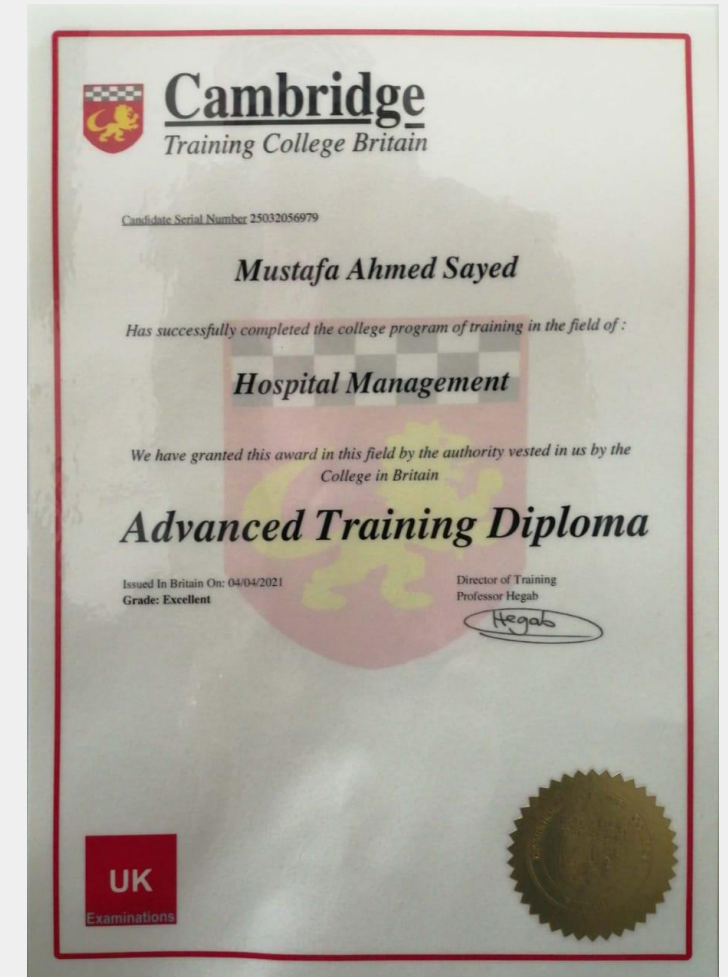 Cambridge
Training College Britain
Candidate Serial Number 25032056979
Mustafa Ahmed Sayed
Has successfully completed the college program of training in the field of :
Hospital Management
We have granted this award in this field by the authority vested in us by the
College in Britain
Advanced Training Diploma
Issued In Britain On: 04/04/2021
Grade: Excellent
Director of Training
Professor Hegab
Hegab
UK
Examinations